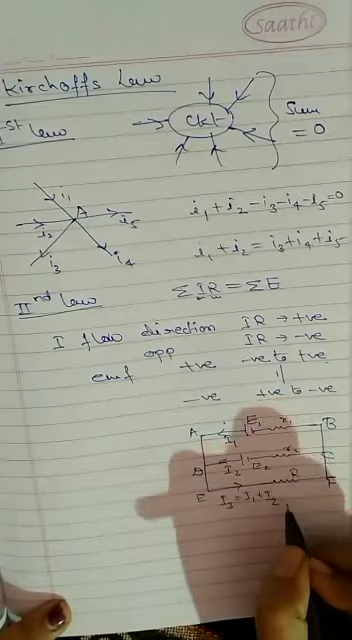 Saathi
Kirchoffs Law
Ist law
Ckt
Sum = 0
i1 A i5
i2
i3 i4
i1 + i2 - i3 - i4 - i5 = 0
i1 + i2 = i3 + i4 + i5
IInd law
ΣIR = ΣE
I flow direction IR → +ve
opp IR → -ve
emf +ve -ve to +ve
-ve +ve to -ve
A I1 E1 r1 B
D I2 E2 r2 C
E I3 = I1 + I2 R F